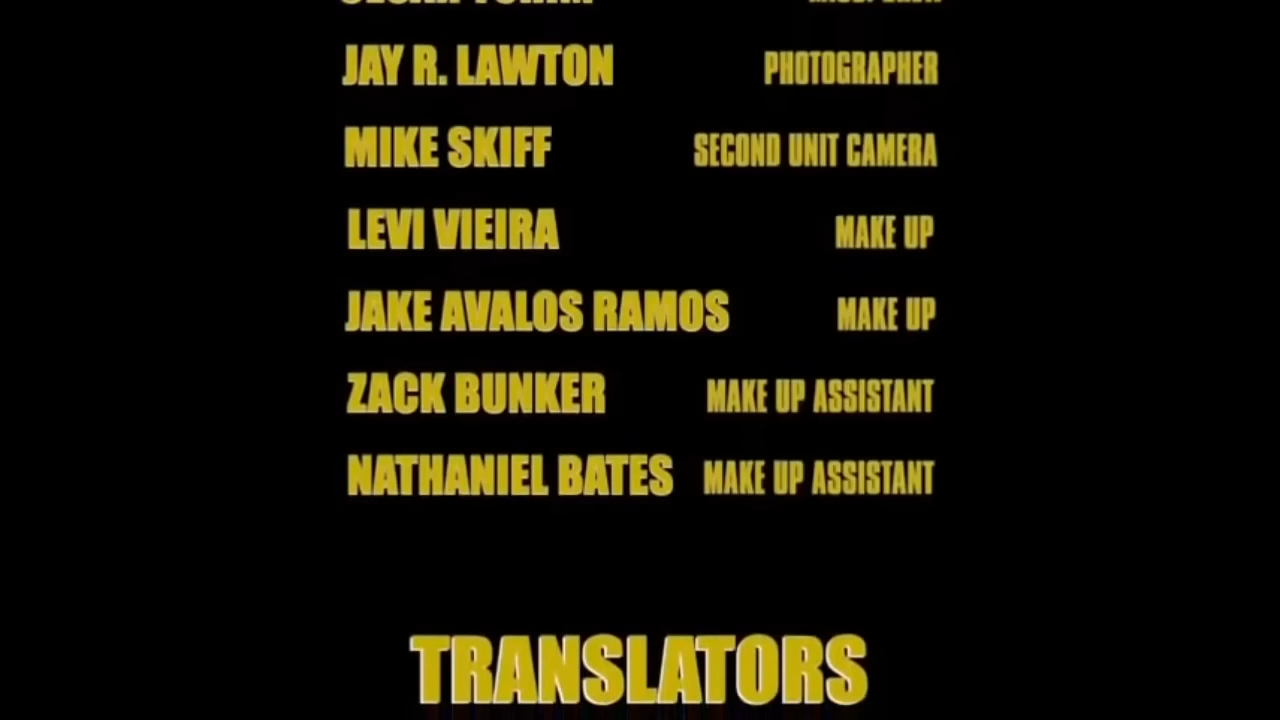 JAY R. LAWTON PHOTOGRAPHER
MIKE SKIFF SECOND UNIT CAMERA
LEVI VIEIRA MAKE UP
JAKE AVALOS RAMOS MAKE UP
ZACK BUNKER MAKE UP ASSISTANT
NATHANIEL BATES MAKE UP ASSISTANT
TRANSLATORS